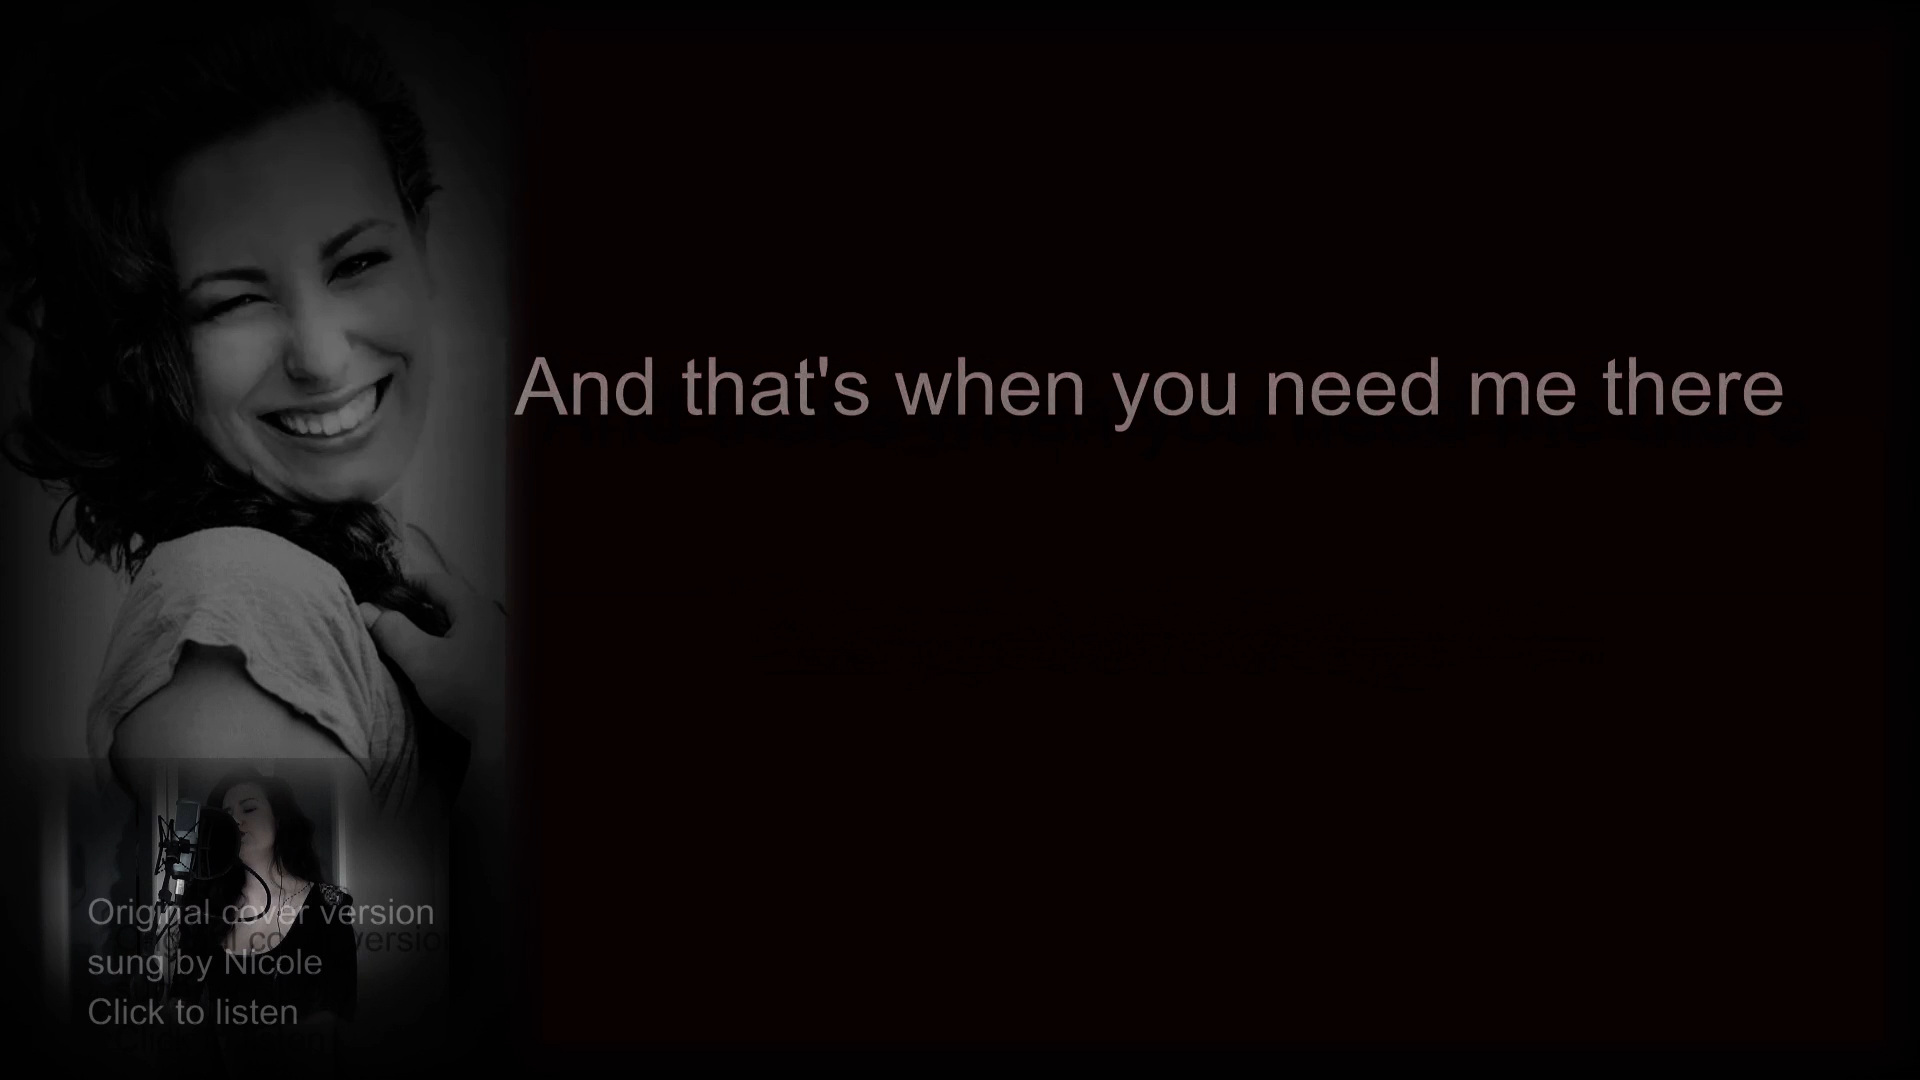 And that's when you need me there
Original cover version
sung by Nicole
Click to listen